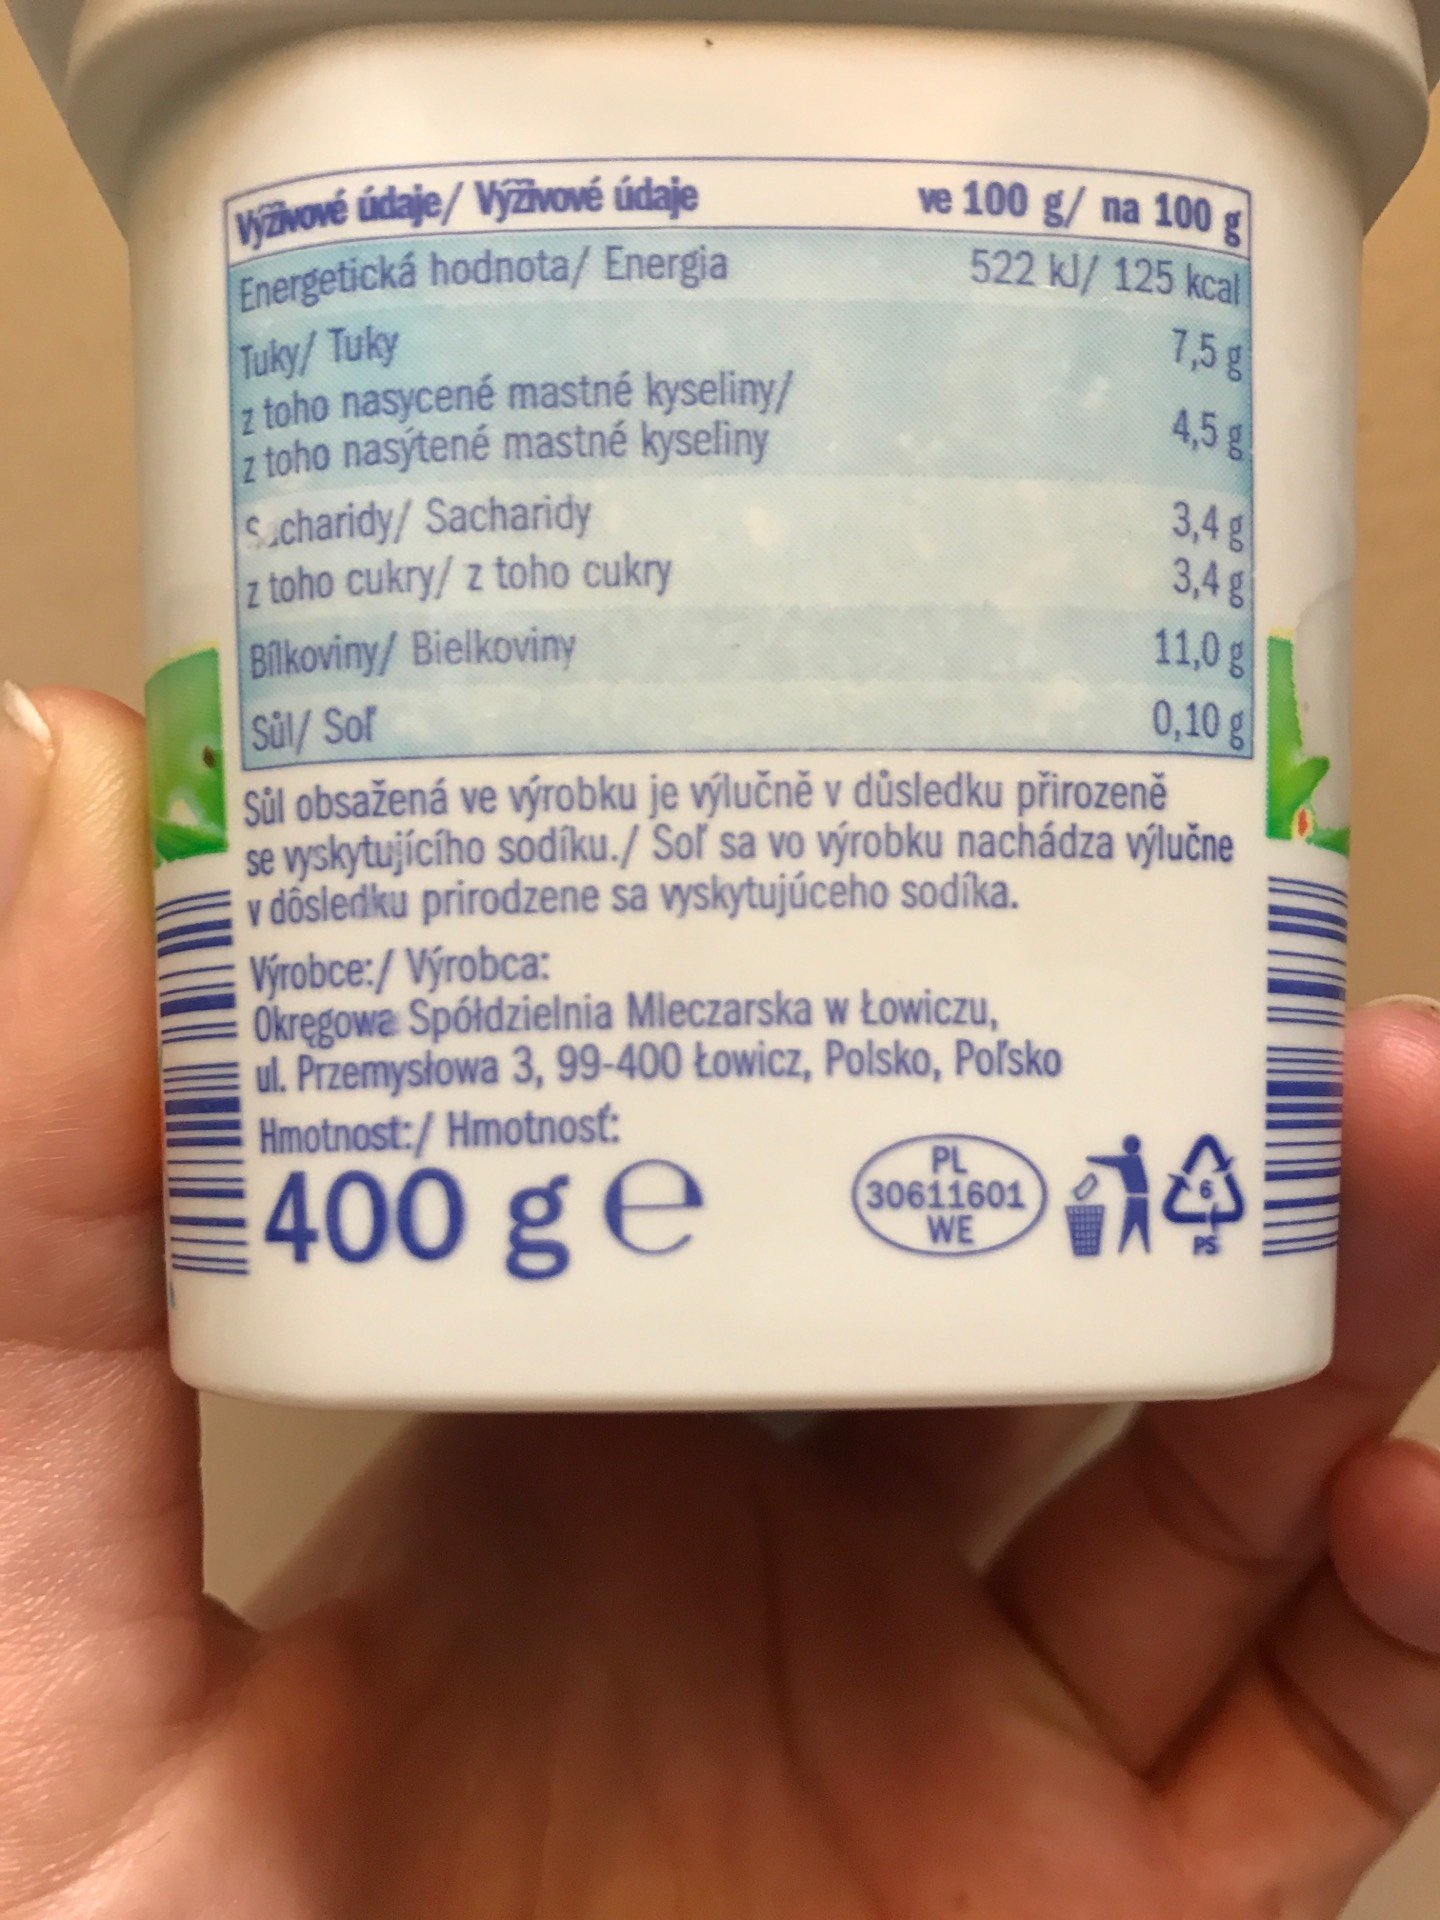 Výživové údaje/ Výživové údaje ve 100 g/ na 100 g
Energetická hodnota/ Energia 522 kJ/ 125 kcal
Tuky/ Tuky 7,5 g
z toho nasycené mastné kyseliny/
z toho nasýtené mastné kyseliny 4,5 g
Sacharidy/ Sacharidy 3,4 g
z toho cukry/ z toho cukry 3,4 g
Bílkoviny/ Bielkoviny 11,0 g
Sůl/ Soľ 0,10 g
Sůl obsažená ve výrobku je výlučně v důsledku přirozeně
se vyskytujícího sodíku./ Soľ sa vo výrobku nachádza výlučne
v dôsledku prirodzene sa vyskytujúceho sodíka.
Výrobce:/ Výrobca:
Okręgowa Spółdzielnia Mleczarska w Łowiczu,
ul. Przemysłowa 3, 99-400 Łowicz, Polsko, Poľsko
Hmotnost:/ Hmotnosť:
400 g e
PL
30611601
WE
6
PS